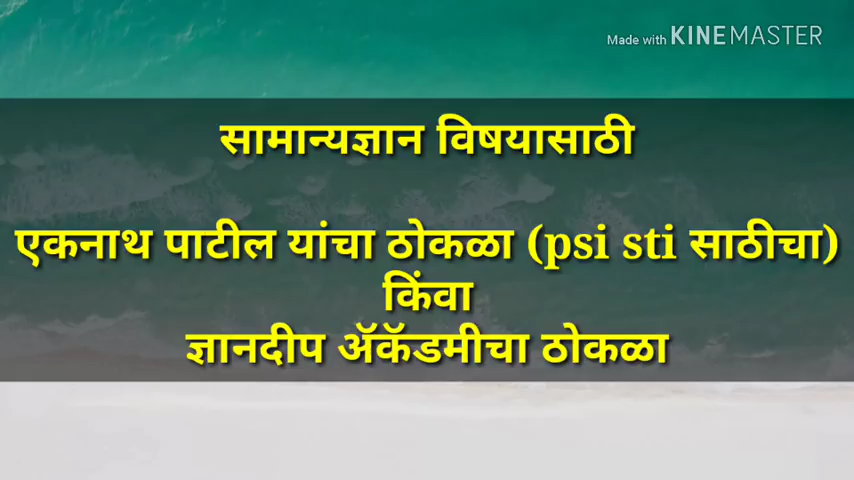 Made with KINEMASTER
सामान्यज्ञान विषयासाठी
एकनाथ पाटील यांचा ठोकळा (psi sti साठीचा)
किंवा
ज्ञानदीप ॲकॅडमीचा ठोकळा